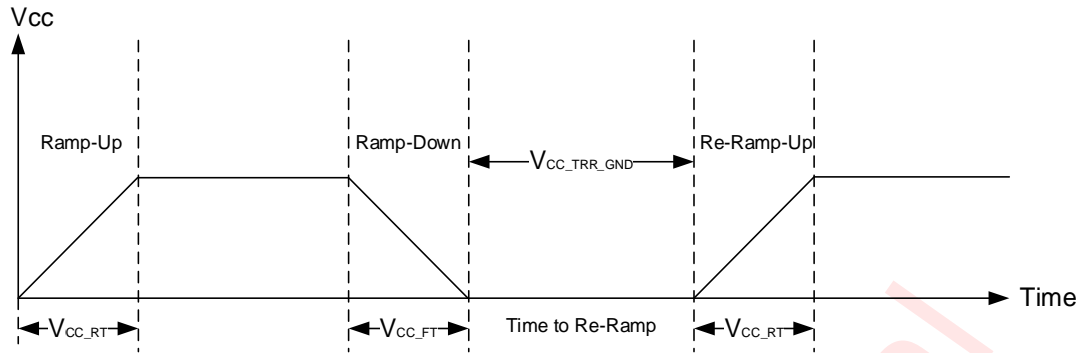 Vcc
Ramp-Up
Ramp-Down
VCC_TRR_GND
Re-Ramp-Up
Time
VCC_RT
VCC_FT
Time to Re-Ramp
VCC_RT